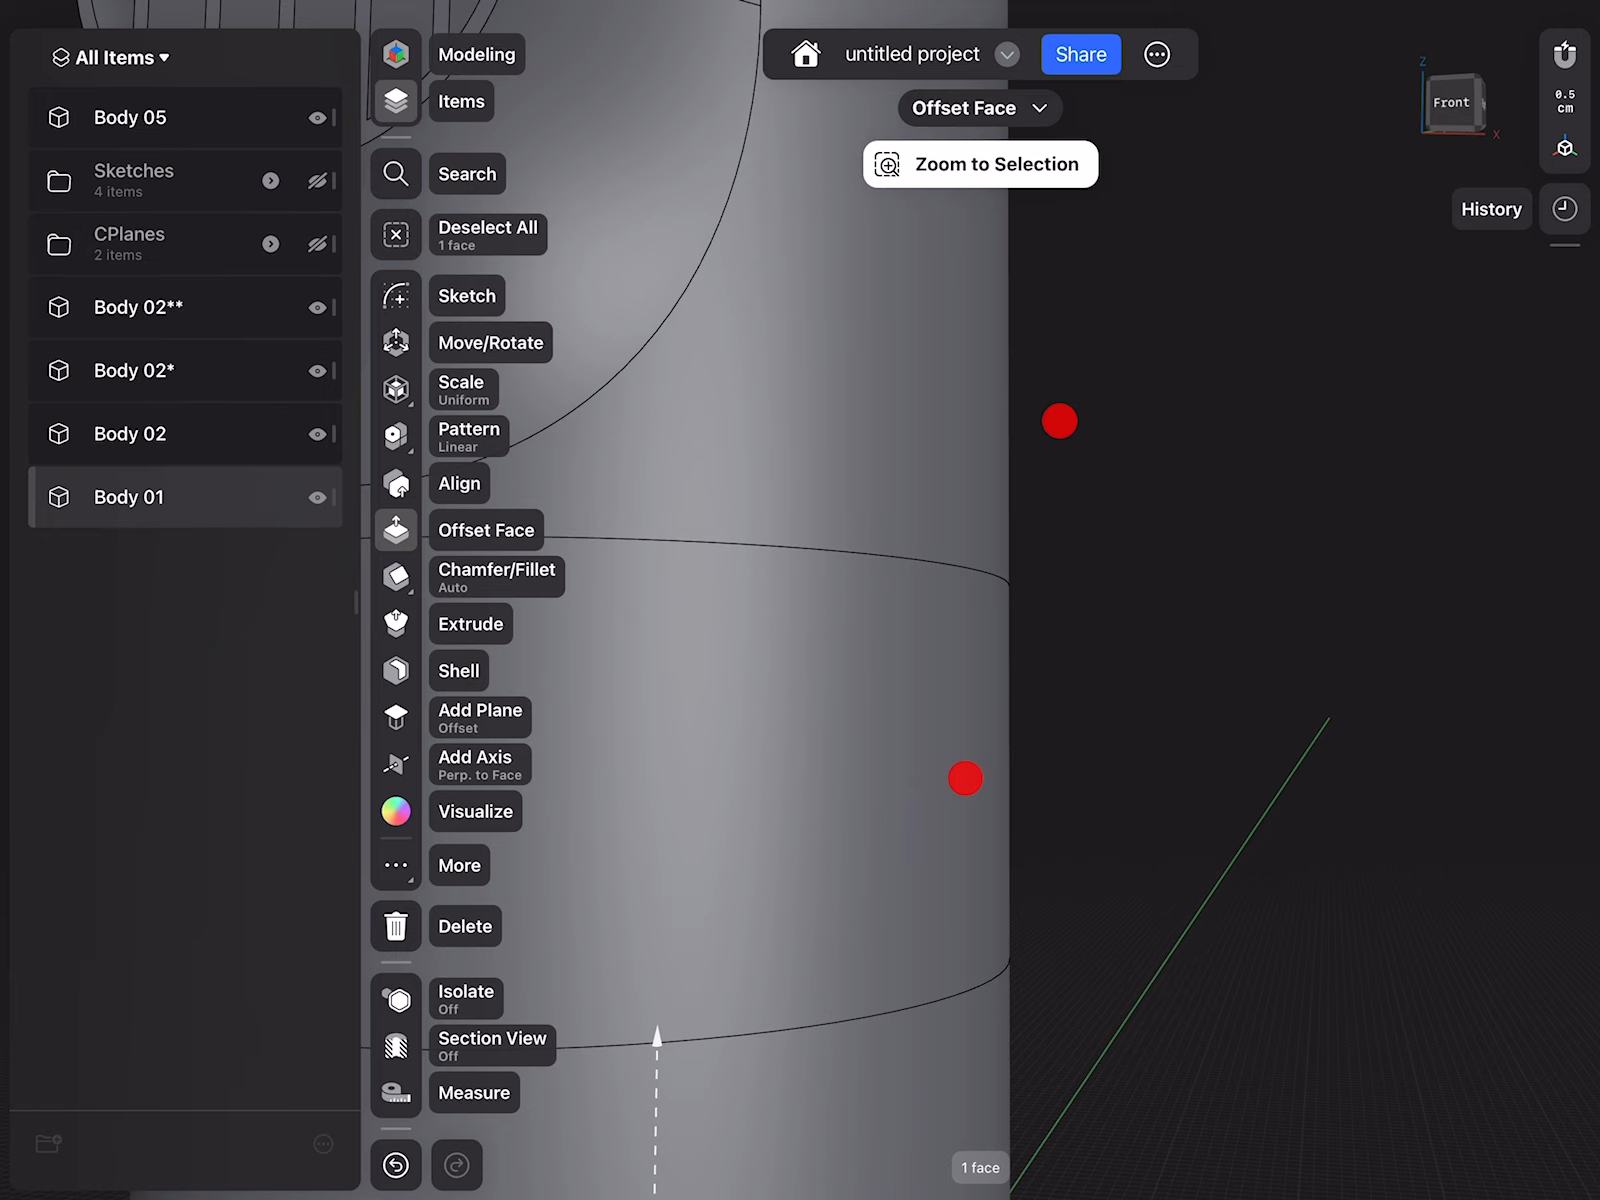 All Items
Body 05
Sketches
4 items
CPlanes
2 items
Body 02**
Body 02*
Body 02
Body 01
Modeling
Items
Search
Deselect All
1 face
Sketch
Move/Rotate
Scale
Uniform
Pattern
Linear
Align
Offset Face
Chamfer/Fillet
Auto
Extrude
Shell
Add Plane
Offset
Add Axis
Perp. to Face
Visualize
More
Delete
Isolate
Off
Section View
Off
Measure
untitled project
Share
Offset Face
Zoom to Selection
Z
Front
X
0.5
cm
History
1 face